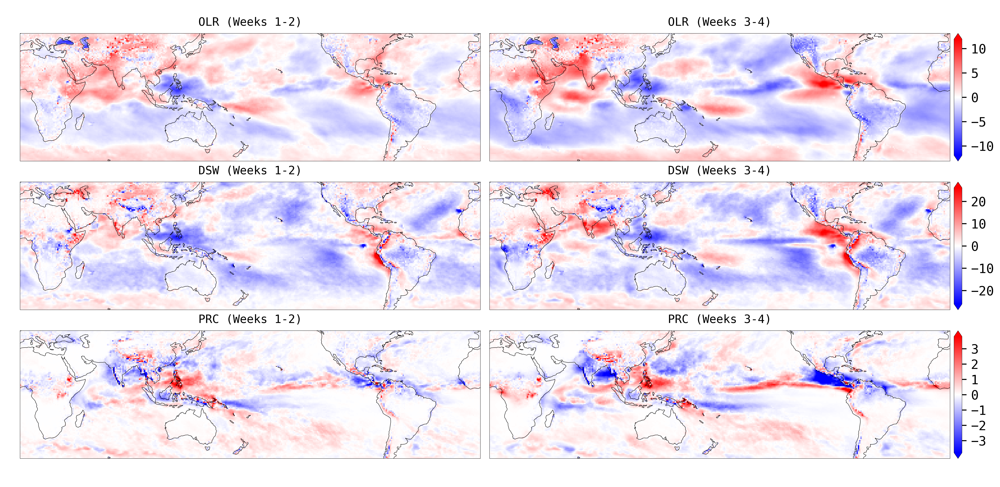 OLR (Weeks 1-2)
OLR (Weeks 3-4)
10
5
0
−5
−10
DSW (Weeks 1-2)
DSW (Weeks 3-4)
20
10
0
−10
−20
PRC (Weeks 1-2)
PRC (Weeks 3-4)
3
2
1
0
−1
−2
−3